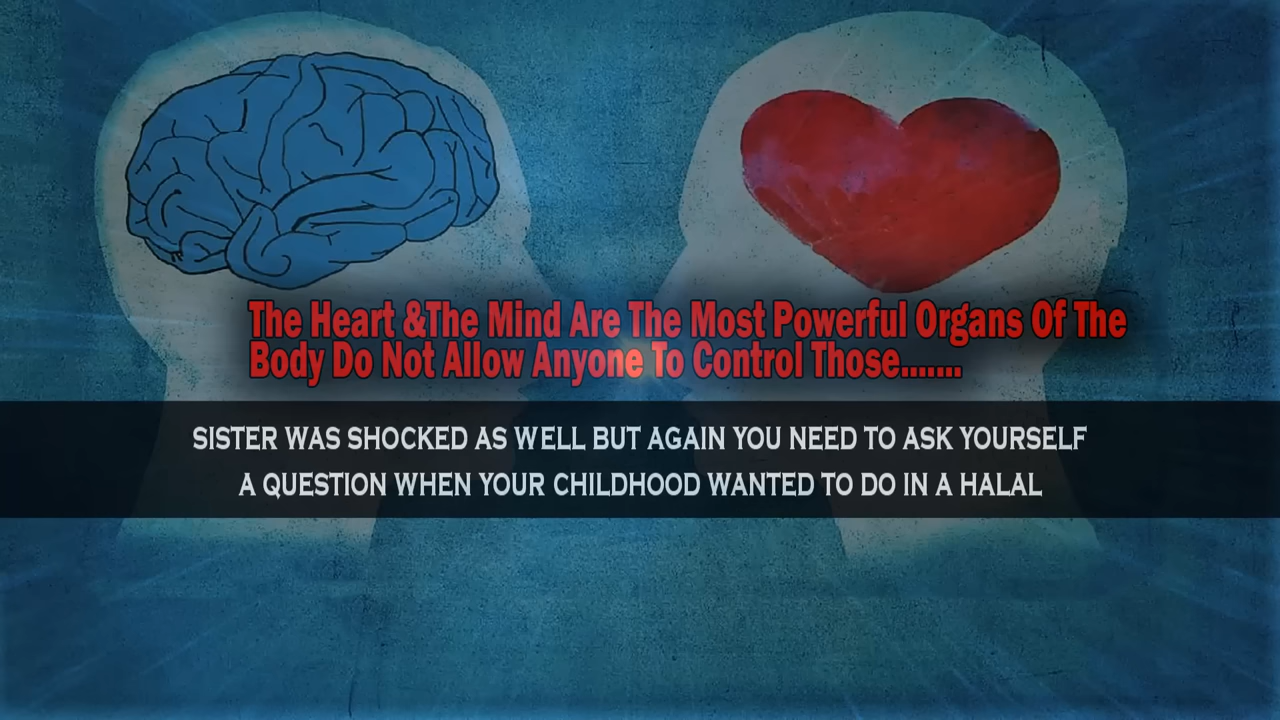 The Heart &The Mind Are The Most Powerful Organs Of The
Body Do Not Allow Anyone To Control Those.......
SISTER WAS SHOCKED AS WELL BUT AGAIN YOU NEED TO ASK YOURSELF
A QUESTION WHEN YOUR CHILDHOOD WANTED TO DO IN A HALAL